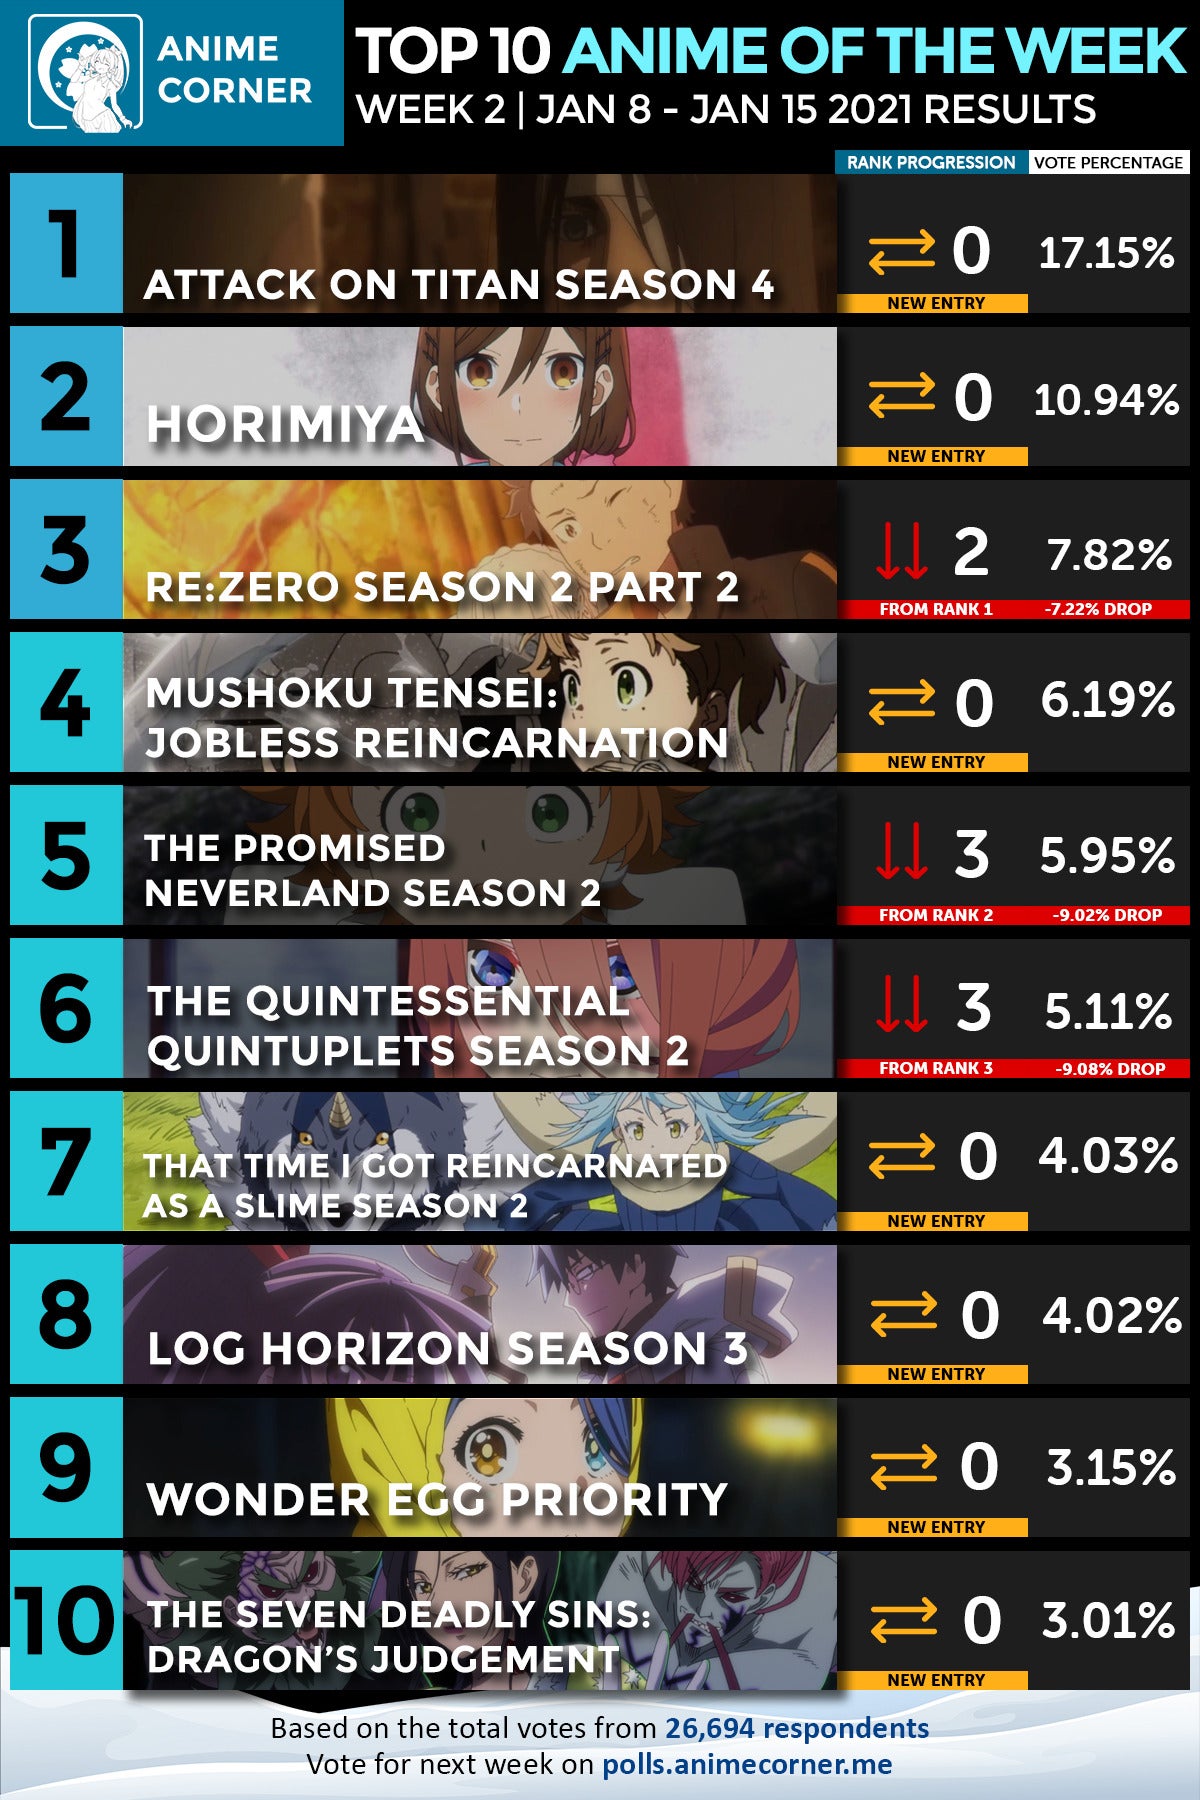 ANIME
CORNER
TOP 10 ANIME OF THE WEEK
WEEK 2 | JAN 8 - JAN 15 2021 RESULTS
RANK PROGRESSION VOTE PERCENTAGE
1
ATTACK ON TITAN SEASON 4
0 17.15%
NEW ENTRY
2
HORIMIYA
0 10.94%
NEW ENTRY
3
RE:ZERO SEASON 2 PART 2
2 7.82%
FROM RANK 1 -7.22% DROP
4
MUSHOKU TENSEI:
JOBLESS REINCARNATION
0 6.19%
NEW ENTRY
5
THE PROMISED
NEVERLAND SEASON 2
3 5.95%
FROM RANK 2 -9.02% DROP
6
THE QUINTESSENTIAL
QUINTUPLETS SEASON 2
3 5.11%
FROM RANK 3 -9.08% DROP
7
THAT TIME I GOT REINCARNATED
AS A SLIME SEASON 2
0 4.03%
NEW ENTRY
8
LOG HORIZON SEASON 3
0 4.02%
NEW ENTRY
9
WONDER EGG PRIORITY
0 3.15%
NEW ENTRY
10
THE SEVEN DEADLY SINS:
DRAGON'S JUDGEMENT
0 3.01%
NEW ENTRY
Based on the total votes from 26,694 respondents
Vote for next week on polls.animecorner.me